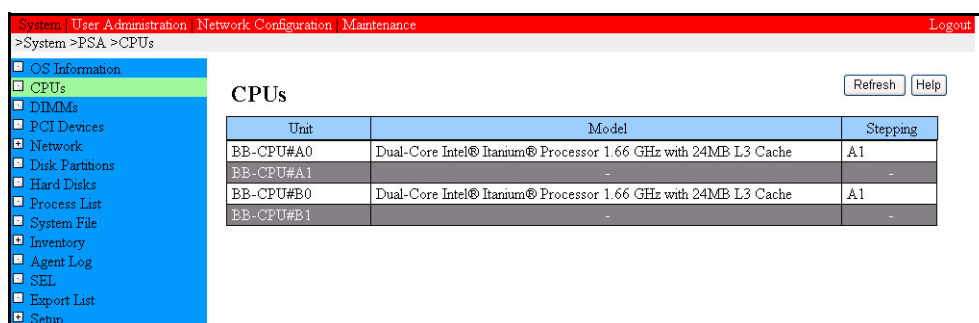 System | User Administration | Network Configuration | Maintenance Logout
>System >PSA >CPUs
OS Information
CPUs
DIMMs
PCI Devices
Network
Disk Partitions
Hard Disks
Process List
System File
Inventory
Agent Log
SEL
Export List
Setup
CPUs
Refresh Help
Unit Model Stepping
BB-CPU#A0 Dual-Core Intel® Itanium® Processor 1.66 GHz with 24MB L3 Cache A1
BB-CPU#A1 - -
BB-CPU#B0 Dual-Core Intel® Itanium® Processor 1.66 GHz with 24MB L3 Cache A1
BB-CPU#B1 - -